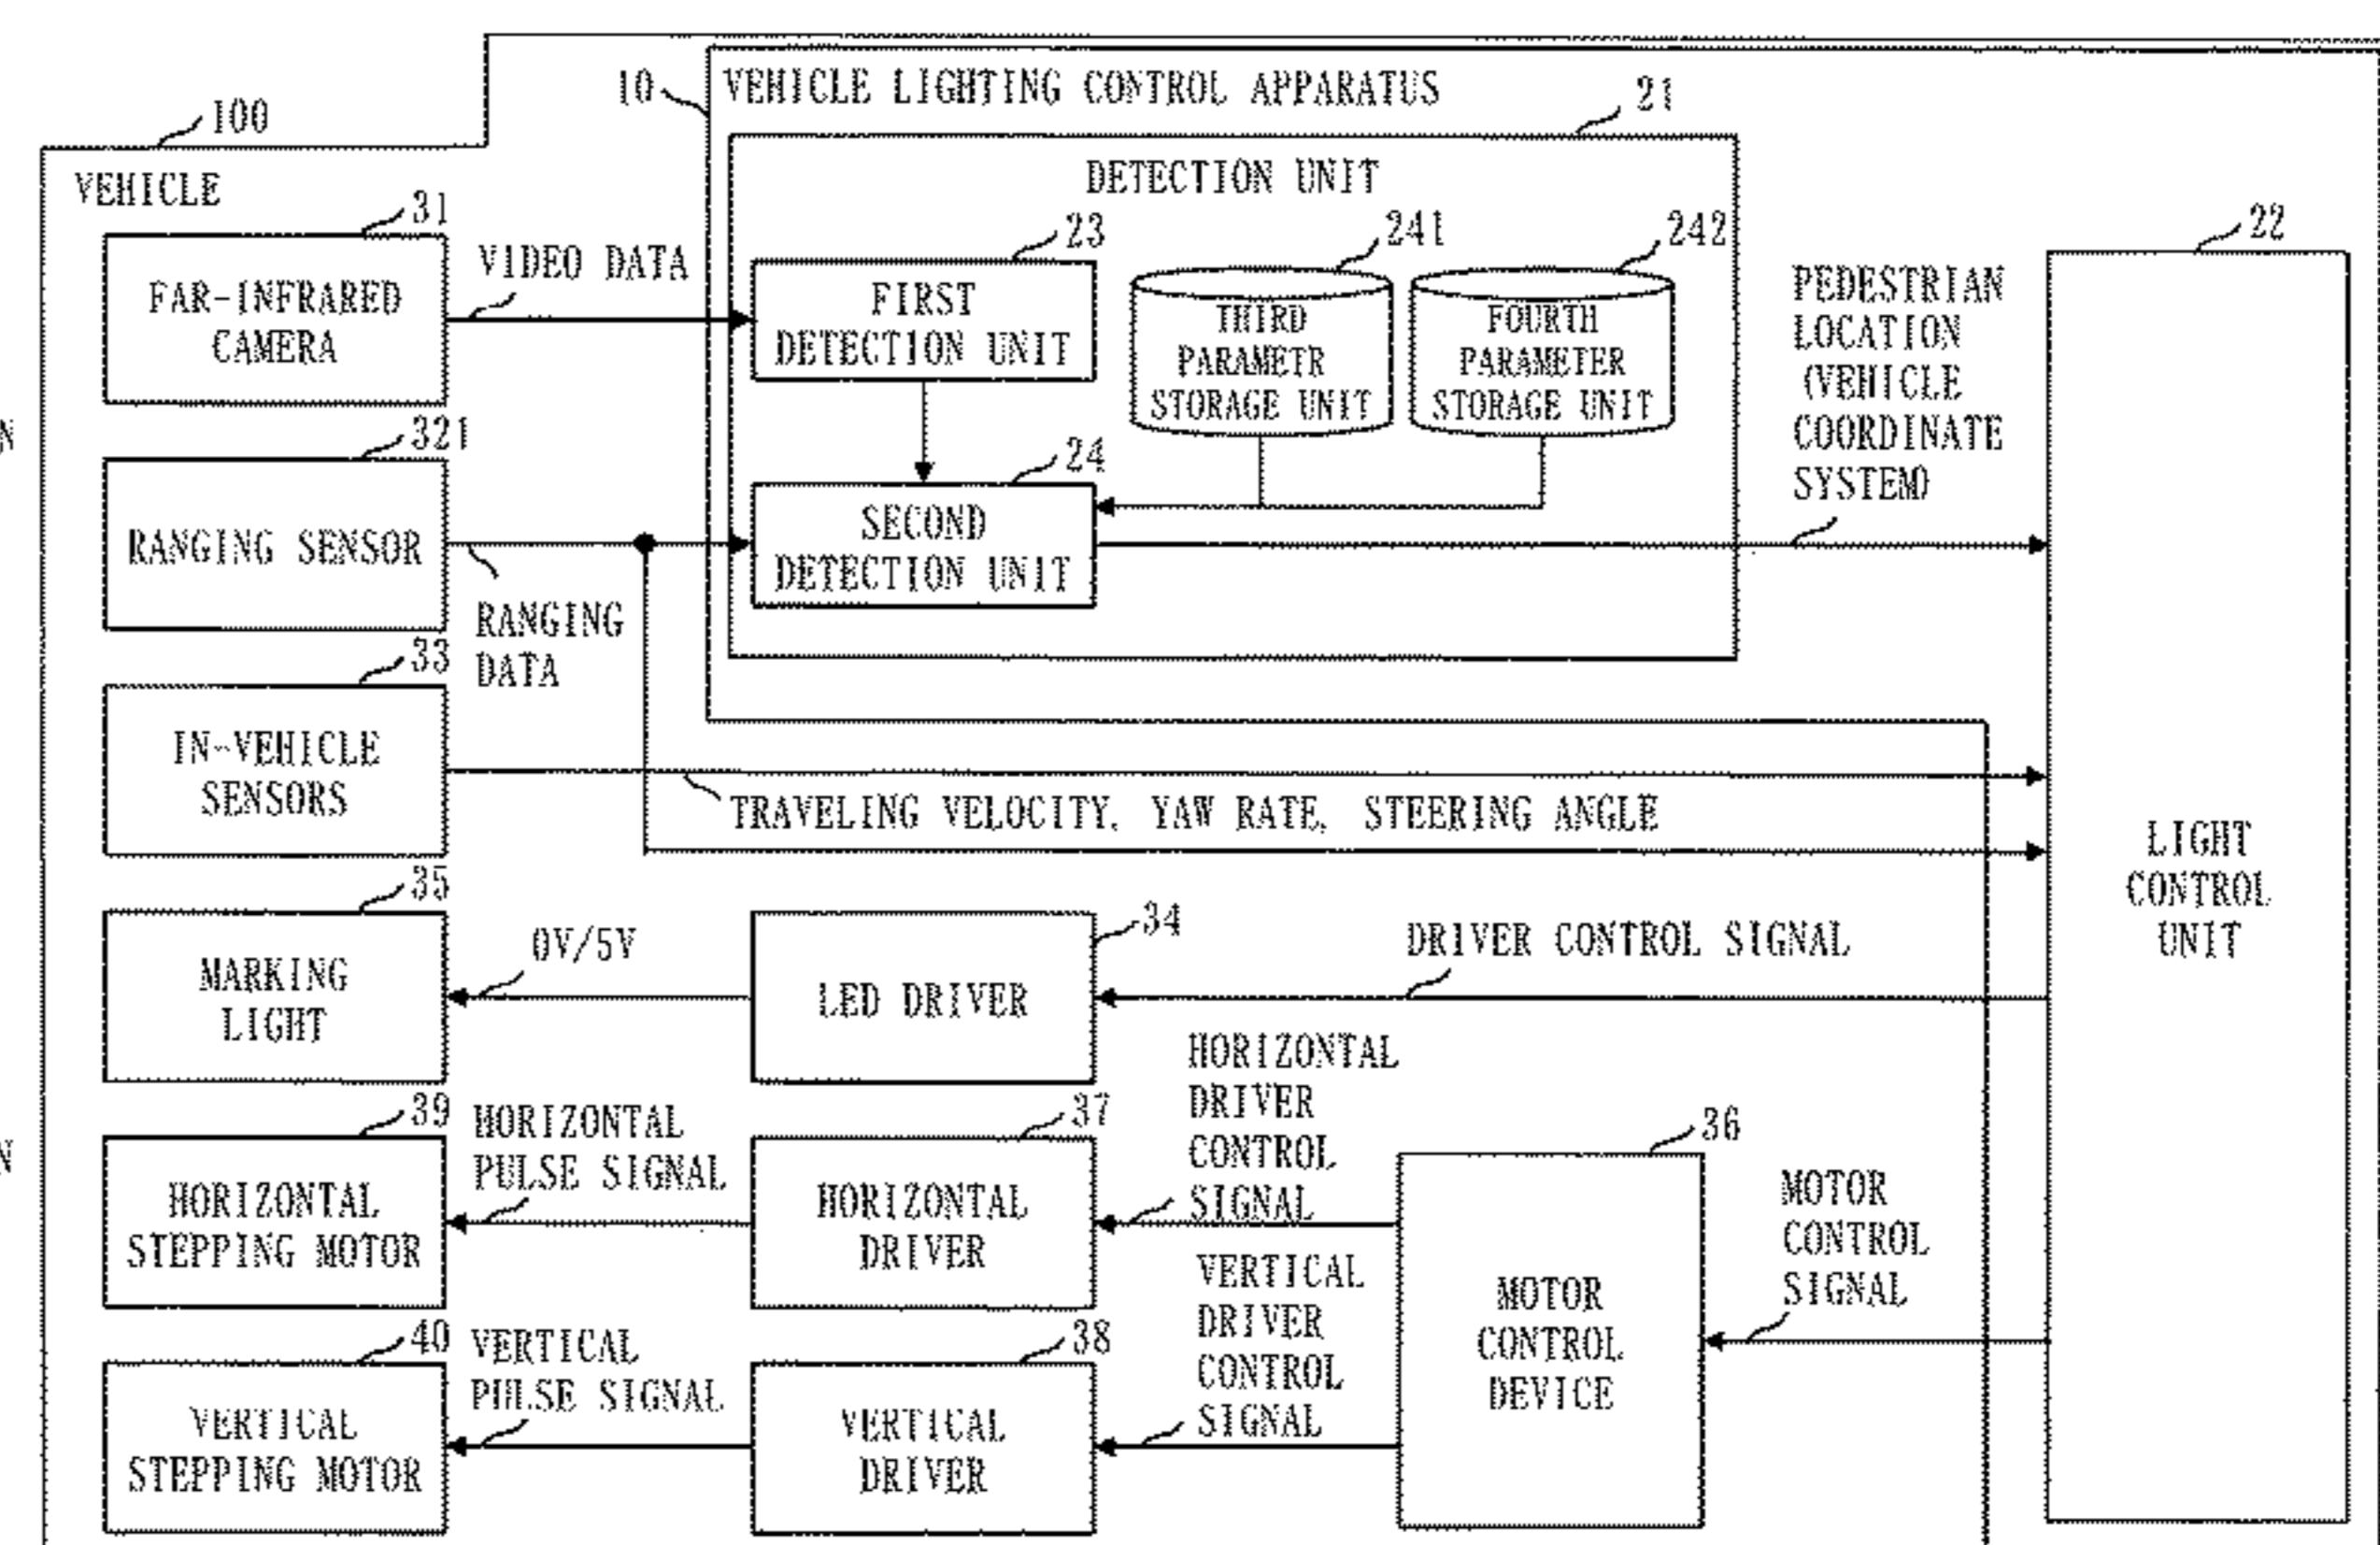 10
VEHICLE LIGHTING CONTROL APPARATUS
21
100
VEHICLE
DETECTION UNIT
31
FAR-INFRARED
CAMERA
VIDEO DATA
23
FIRST
DETECTION UNIT
241
THIRD
PARAMETR
STORAGE UNIT
242
FOURTH
PARAMETER
STORAGE UNIT
22
PEDESTRIAN
LOCATION
(VEHICLE
COORDINATE
SYSTEM)
N
321
RANGING SENSOR
RANGING
DATA
24
SECOND
DETECTION UNIT
33
IN-VEHICLE
SENSORS
TRAVELING VELOCITY, YAW RATE, STEERING ANGLE
LIGHT
CONTROL
UNIT
35
MARKING
LIGHT
0V/5V
34
LED DRIVER
DRIVER CONTROL SIGNAL
N
39
HORIZONTAL
STEPPING MOTOR
HORIZONTAL
PULSE SIGNAL
37
HORIZONTAL
DRIVER
HORIZONTAL
DRIVER
CONTROL
SIGNAL
36
MOTOR
CONTROL
DEVICE
MOTOR
CONTROL
SIGNAL
40
VERTICAL
STEPPING MOTOR
VERTICAL
PULSE SIGNAL
38
VERTICAL
DRIVER
VERTICAL
DRIVER
CONTROL
SIGNAL